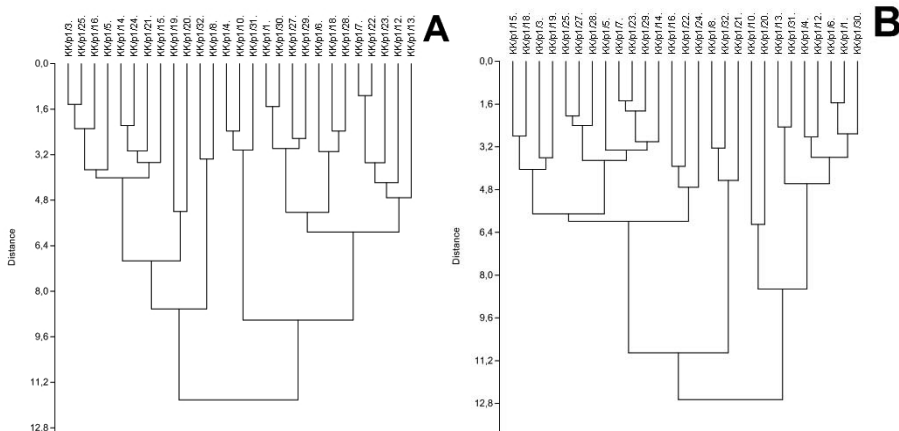 KK/p1/3.
KK/p1/25.
KK/p1/16.
KK/p1/5.
KK/p1/14.
KK/p1/24.
KK/p1/21.
KK/p1/15.
KK/p1/19.
KK/p1/20.
KK/p1/32.
KK/p1/8.
KK/p1/4.
KK/p1/10.
KK/p1/31.
KK/p1/1.
KK/p1/30.
KK/p1/27.
KK/p1/29.
KK/p1/6.
KK/p1/18.
KK/p1/28.
KK/p1/7.
KK/p1/22.
KK/p1/23.
KK/p1/12.
KK/p1/13.
A
0,0
1,6
3,2
4,8
6,4
8,0
9,6
11,2
12.8
Distance
KK/p1/15.
KK/p1/18.
KK/p1/3.
KK/p1/19.
KK/p1/25.
KK/p1/27.
KK/p1/28.
KK/p1/5.
KK/p1/7.
KK/p1/23.
KK/p1/29.
KK/p1/14.
KK/p1/16.
KK/p1/22.
KK/p1/24.
KK/p1/8.
KK/p1/32.
KK/p1/21.
KK/p1/10.
KK/p1/20.
KK/p1/13.
KK/p1/31.
KK/p1/4.
KK/p1/12.
KK/p1/6.
KK/p1/1.
KK/p1/30.
B
0,0
1,6
3,2
4,8
6,4
8,0
9,6
11,2
12,8
Distance